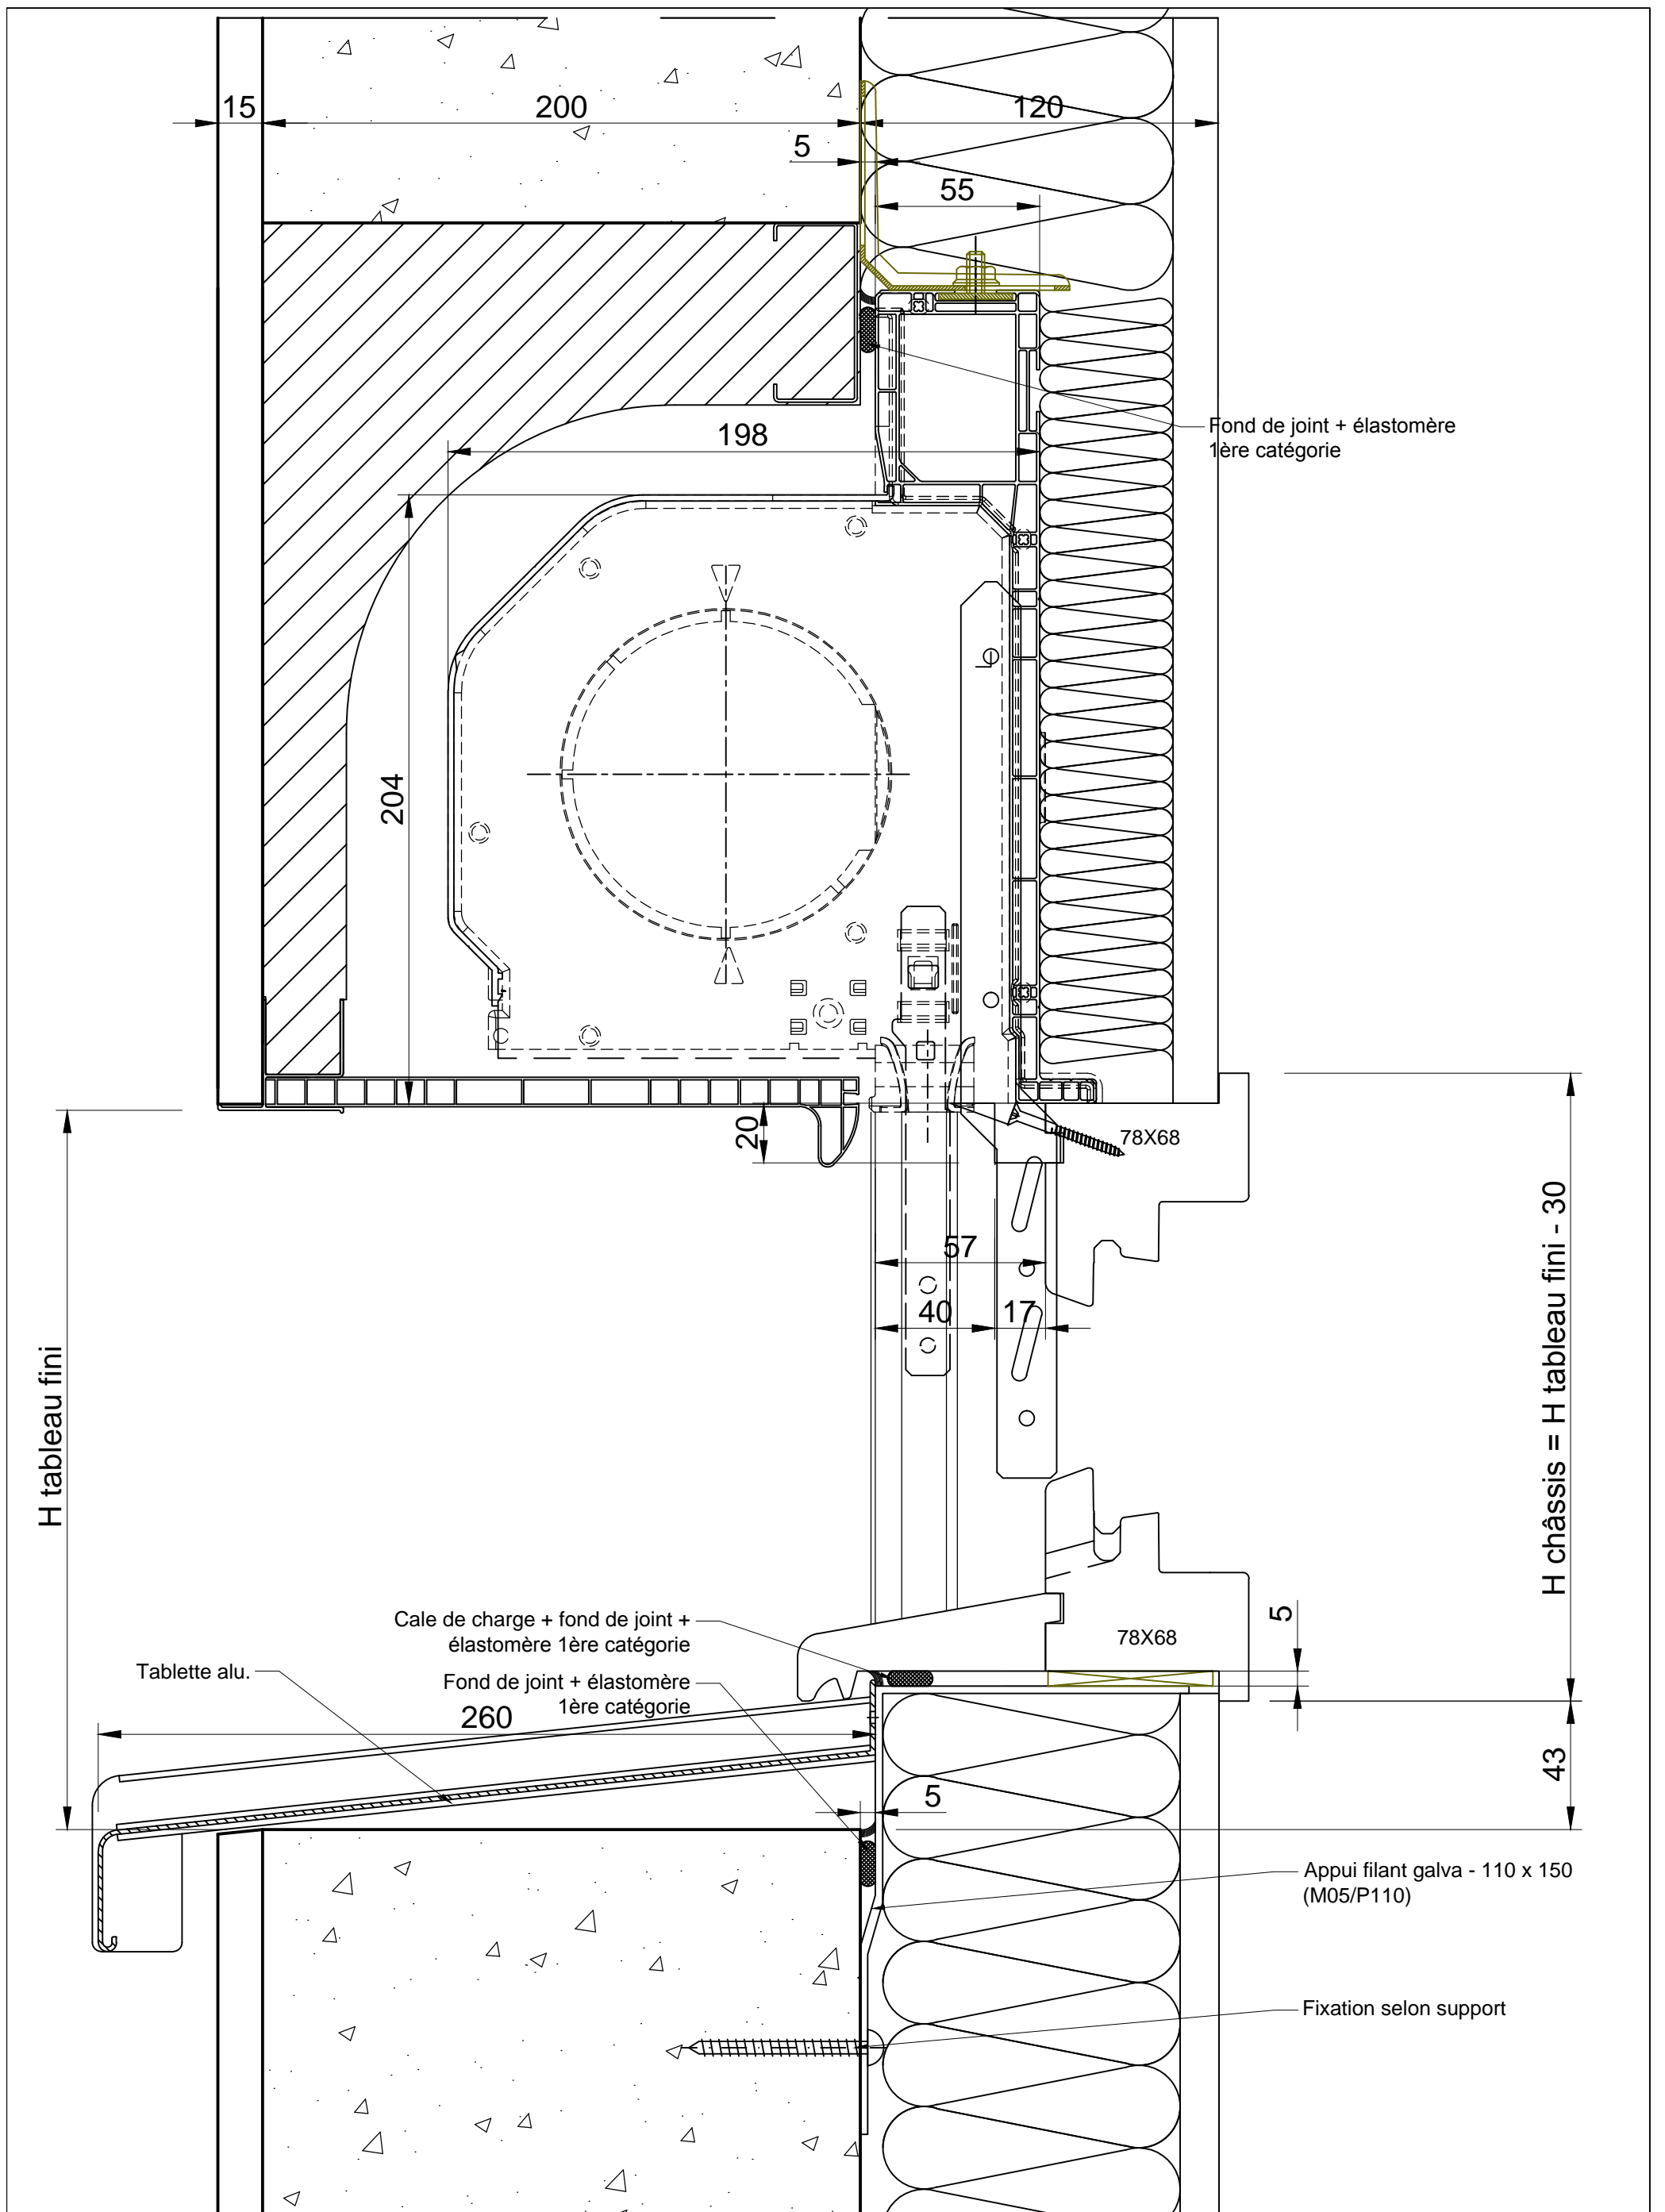 15
200
120
5
55
198
Fond de joint + élastomère
1ère catégorie
204
20
78X68
57
40
17
H tableau fini
H châssis = H tableau fini - 30
Cale de charge + fond de joint +
élastomère 1ère catégorie
5
78X68
Tablette alu.
Fond de joint + élastomère
1ère catégorie
260
43
5
Appui filant galva - 110 x 150
(M05/P110)
Fixation selon support